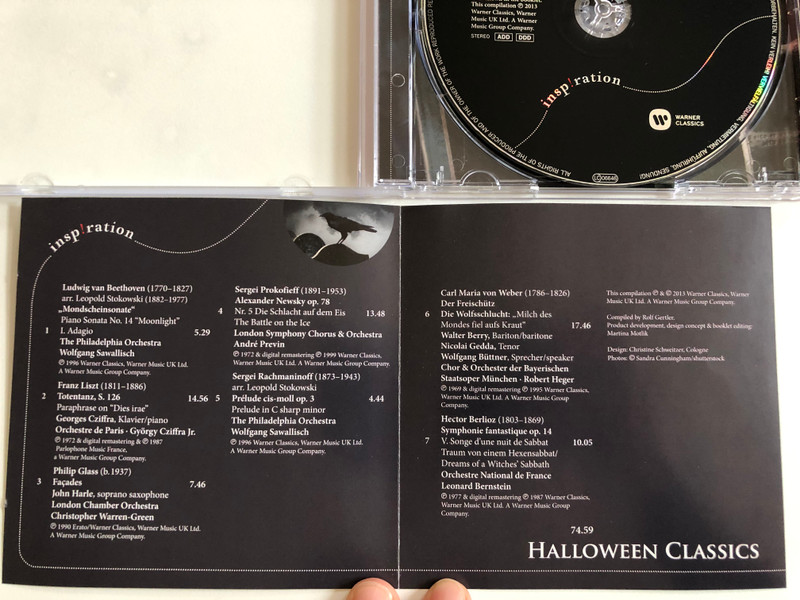 This compilation ℗ 2013
Warner Classics, Warner
Music UK Ltd. A Warner
Music Group Company.
STEREO ADD DDD
insp!ration
WARNER
CLASSICS
ALL RIGHTS OF THE PRODUCER AND OF THE OWNER OF THE WORK REPRODUCED RE
KEIN VERLEIH! VERMIETUNG, AUFFÜHRUNG, SENDUNG!
insp!ration
Ludwig van Beethoven (1770–1827)
arr. Leopold Stokowski (1882–1977)
„Mondscheinsonate"
Piano Sonata No. 14 "Moonlight"
1 I. Adagio 5.29
The Philadelphia Orchestra
Wolfgang Sawallisch
℗ 1996 Warner Classics, Warner Music UK Ltd.
A Warner Music Group Company.
Franz Liszt (1811–1886)
2 Totentanz, S. 126 14.56
Paraphrase on "Dies irae"
Georges Cziffra, Klavier/piano
Orchestre de Paris · György Cziffra Jr.
℗ 1972 & digital remastering & ℗ 1987
Parlophone Music France,
a Warner Music Group Company.
Philip Glass (b. 1937)
3 Façades 7.46
John Harle, soprano saxophone
London Chamber Orchestra
Christopher Warren-Green
℗ 1990 Erato/Warner Classics, Warner Music UK Ltd.
A Warner Music Group Company.
Sergei Prokofieff (1891–1953)
Alexander Newsky op. 78
4 Nr. 5 Die Schlacht auf dem Eis 13.48
The Battle on the Ice
London Symphony Chorus & Orchestra
André Previn
℗ 1972 & digital remastering ℗ 1999 Warner Classics,
Warner Music UK Ltd. A Warner Music Group Company.
Sergei Rachmaninoff (1873–1943)
arr. Leopold Stokowski
5 Prélude cis-moll op. 3 4.44
Prelude in C sharp minor
The Philadelphia Orchestra
Wolfgang Sawallisch
℗ 1996 Warner Classics, Warner Music UK Ltd.
A Warner Music Group Company.
Carl Maria von Weber (1786–1826)
Der Freischütz
6 Die Wolfsschlucht: „Milch des
Mondes fiel aufs Kraut" 17.46
Walter Berry, Bariton/baritone
Nicolai Gedda, Tenor
Wolfgang Büttner, Sprecher/speaker
Chor & Orchester der Bayerischen
Staatsoper München · Robert Heger
℗ 1969 & digital remastering ℗ 1995 Warner Classics,
Warner Music UK Ltd. A Warner Music Group
Company.
Hector Berlioz (1803–1869)
Symphonie fantastique op. 14
7 V. Songe d'une nuit de Sabbat 10.05
Traum von einem Hexensabbat/
Dreams of a Witches' Sabbath
Orchestre National de France
Leonard Bernstein
℗ 1977 & digital remastering ℗ 1987 Warner Classics,
Warner Music UK Ltd. A Warner Music Group
Company.
74.59
This compilation ℗ & © 2013 Warner Classics, Warner
Music UK Ltd. A Warner Music Group Company.
Compiled by Rolf Gertler.
Product development, design concept & booklet editing:
Martina Motlik
Design: Christine Schweitzer, Cologne
Photos: © Sandra Cunningham/shutterstock
HALLOWEEN CLASSICS